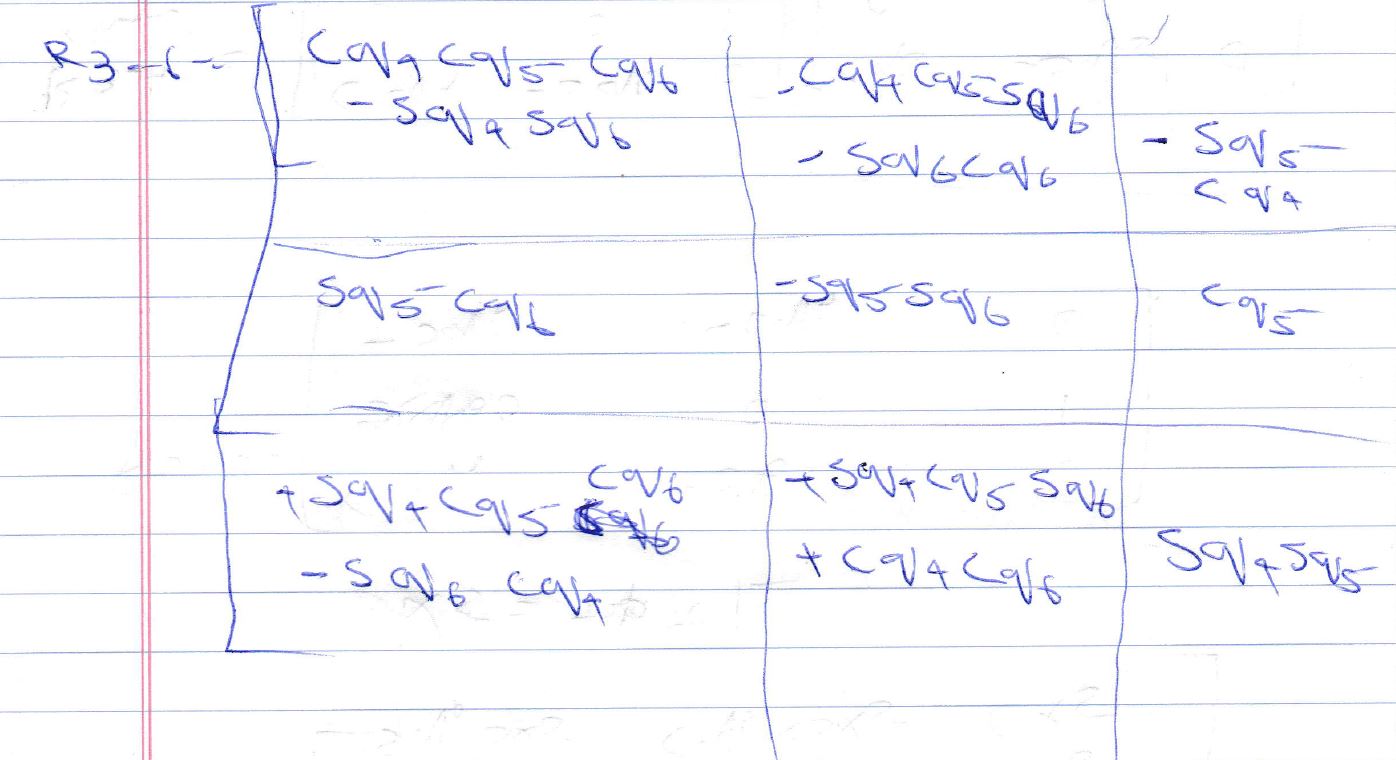 R3-6 = [ Cq4 Cq5 Cq6 - Cq4 Cq5 Sq6
- Sq4 Sq6 - Sq6 Cq6 - Sq5
Cq4
Sq5 Cq6 - Sq5 Sq6 Cq5
+ Sq4 Cq5 Cq6 + Sq4 Cq5 Sq6
- Sq6 Cq4 + Cq4 Cq6 Sq4 Sq5